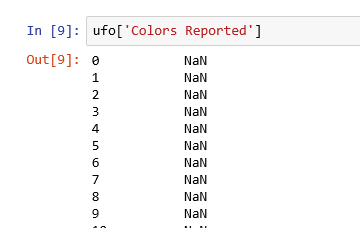 In [9]: ufo['Colors Reported']
Out[9]: 0 NaN
1 NaN
2 NaN
3 NaN
4 NaN
5 NaN
6 NaN
7 NaN
8 NaN
9 NaN